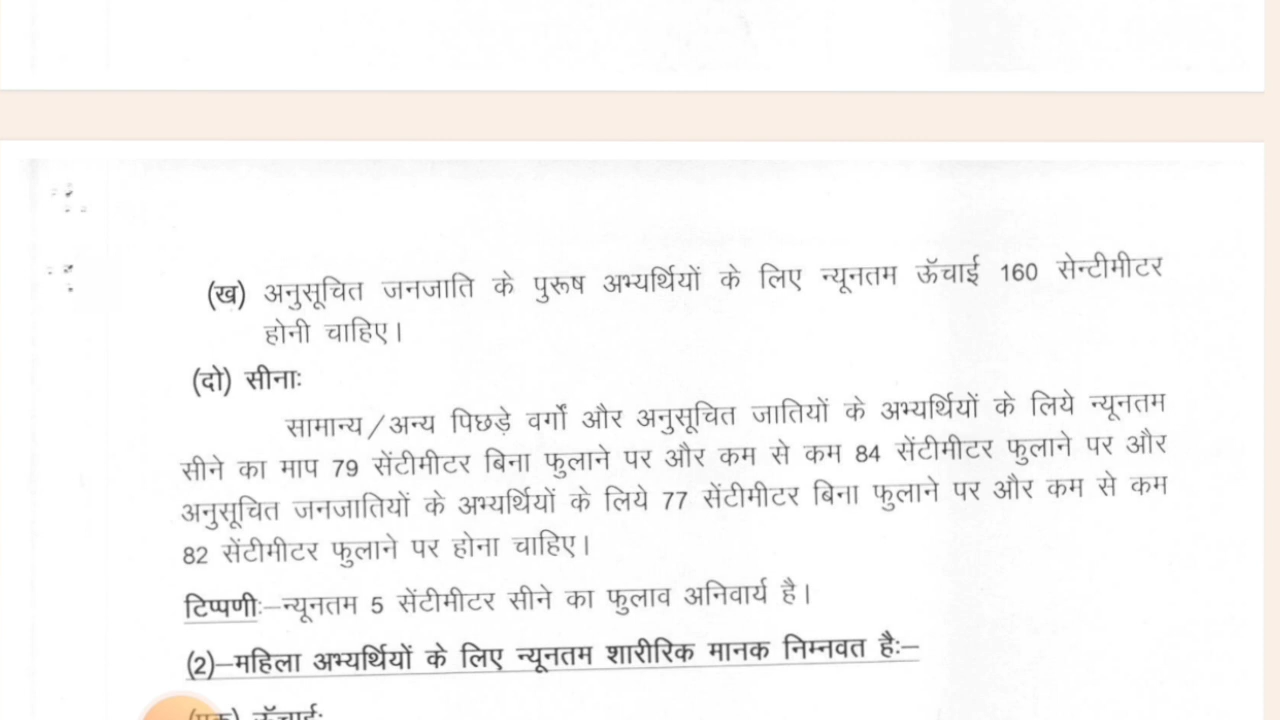 (ख) अनुसूचित जनजाति के पुरूष अभ्यर्थियों के लिए न्यूनतम ऊँचाई 160 सेन्टीमीटर
होनी चाहिए।
(दो) सीनाः
सामान्य/अन्य पिछड़े वर्गों और अनुसूचित जातियों के अभ्यर्थियों के लिये न्यूनतम
सीने का माप 79 सेंटीमीटर बिना फुलाने पर और कम से कम 84 सेंटीमीटर फुलाने पर और
अनुसूचित जनजातियों के अभ्यर्थियों के लिये 77 सेंटीमीटर बिना फुलाने पर और कम से कम
82 सेंटीमीटर फुलाने पर होना चाहिए।
टिप्पणीः–न्यूनतम 5 सेंटीमीटर सीने का फुलाव अनिवार्य है।
(2)–महिला अभ्यर्थियों के लिए न्यूनतम शारीरिक मानक निम्नवत हैः–
(एक) ऊँचाईः